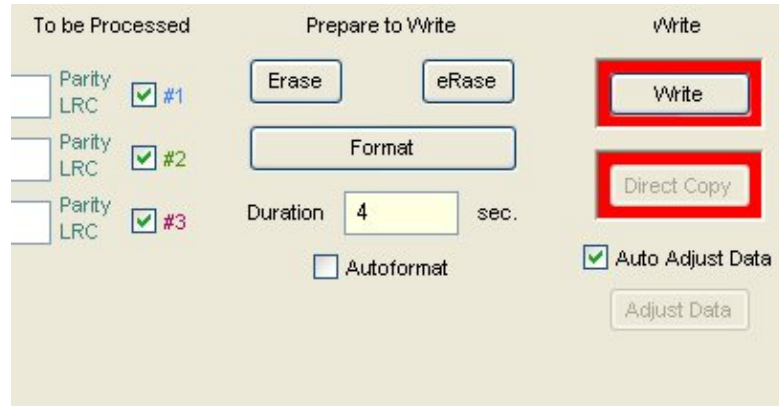 To be Processed
Prepare to Write
Write
Parity
LRC
#1
Parity
LRC
#2
Parity
LRC
#3
Erase
eRase
Format
Duration
4
sec.
Autoformat
Write
Direct Copy
Auto Adjust Data
Adjust Data